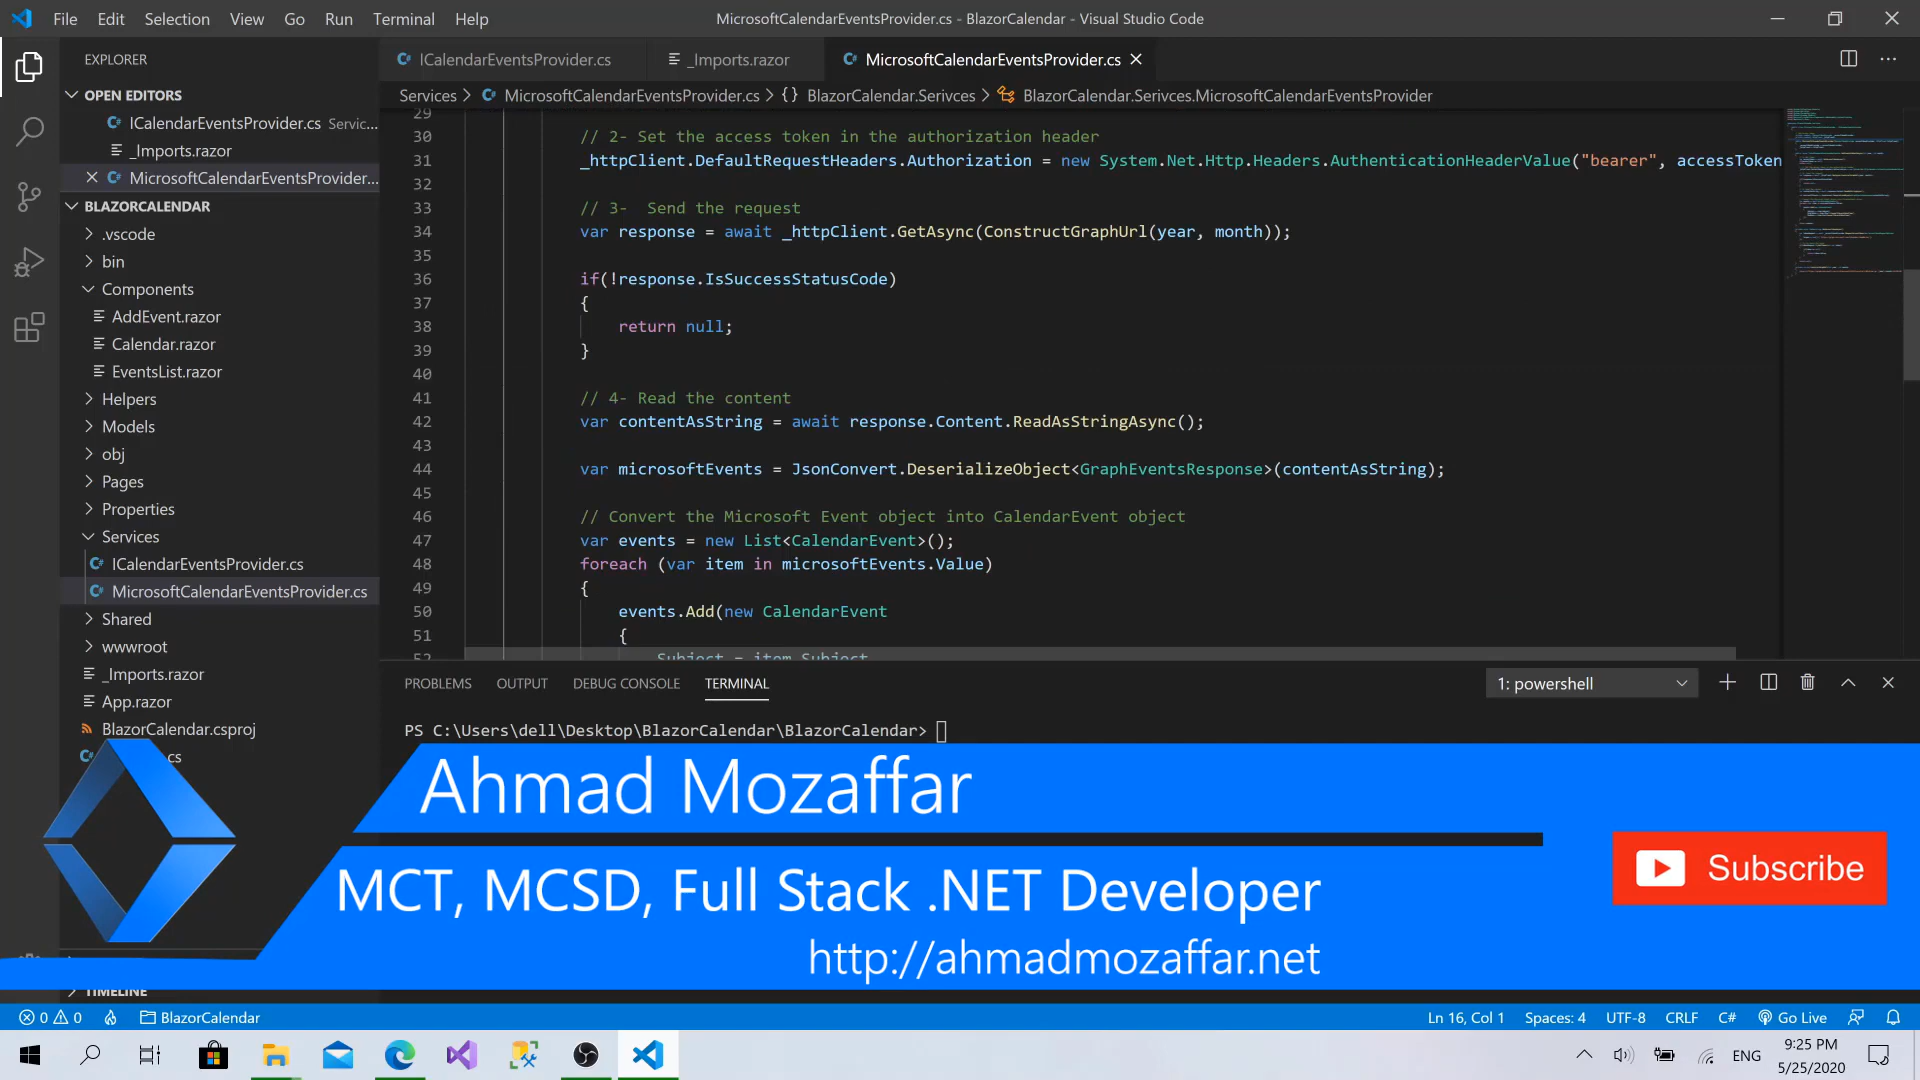 File Edit Selection View Go Run Terminal Help
MicrosoftCalendarEventsProvider.cs - BlazorCalendar - Visual Studio Code
EXPLORER
OPEN EDITORS
ICalendarEventsProvider.cs Servic...
_Imports.razor
MicrosoftCalendarEventsProvider...
BLAZORCALENDAR
.vscode
bin
Components
AddEvent.razor
Calendar.razor
EventsList.razor
Helpers
Models
obj
Pages
Properties
Services
ICalendarEventsProvider.cs
MicrosoftCalendarEventsProvider.cs
Shared
wwwroot
_Imports.razor
App.razor
BlazorCalendar.csproj
cs
TIMELINE
ICalendarEventsProvider.cs
_Imports.razor
MicrosoftCalendarEventsProvider.cs
Services > MicrosoftCalendarEventsProvider.cs > {} BlazorCalendar.Serivces > BlazorCalendar.Serivces.MicrosoftCalendarEventsProvider
29
30 // 2- Set the access token in the authorization header
31 _httpClient.DefaultRequestHeaders.Authorization = new System.Net.Http.Headers.AuthenticationHeaderValue("bearer", accessToken
32
33 // 3-  Send the request
34 var response = await _httpClient.GetAsync(ConstructGraphUrl(year, month));
35
36 if(!response.IsSuccessStatusCode)
37 {
38 return null;
39 }
40
41 // 4- Read the content
42 var contentAsString = await response.Content.ReadAsStringAsync();
43
44 var microsoftEvents = JsonConvert.DeserializeObject<GraphEventsResponse>(contentAsString);
45
46 // Convert the Microsoft Event object into CalendarEvent object
47 var events = new List<CalendarEvent>();
48 foreach (var item in microsoftEvents.Value)
49 {
50 events.Add(new CalendarEvent
51 {
52 Subject = item.Subject
PROBLEMS OUTPUT DEBUG CONSOLE TERMINAL
1: powershell
PS C:\Users\dell\Desktop\BlazorCalendar\BlazorCalendar>
Ahmad Mozaffar
MCT, MCSD, Full Stack .NET Developer
http://ahmadmozaffar.net
Subscribe
0 0 BlazorCalendar
Ln 16, Col 1 Spaces: 4 UTF-8 CRLF C# Go Live
ENG
9:25 PM
5/25/2020